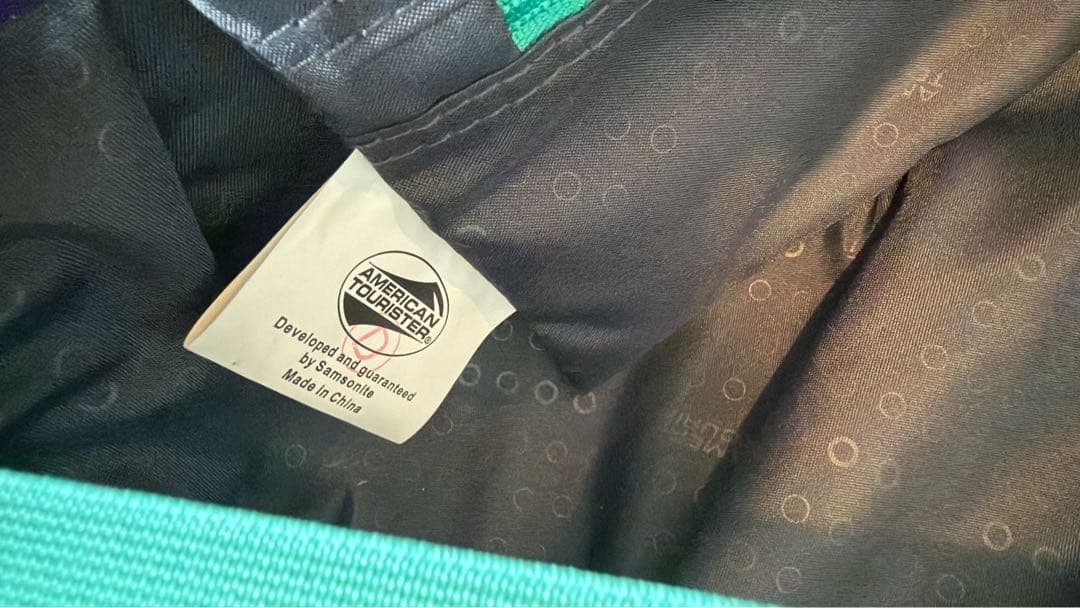 AMERICAN
TOURISTER®
Developed and guaranteed
by Samsonite
Made in China